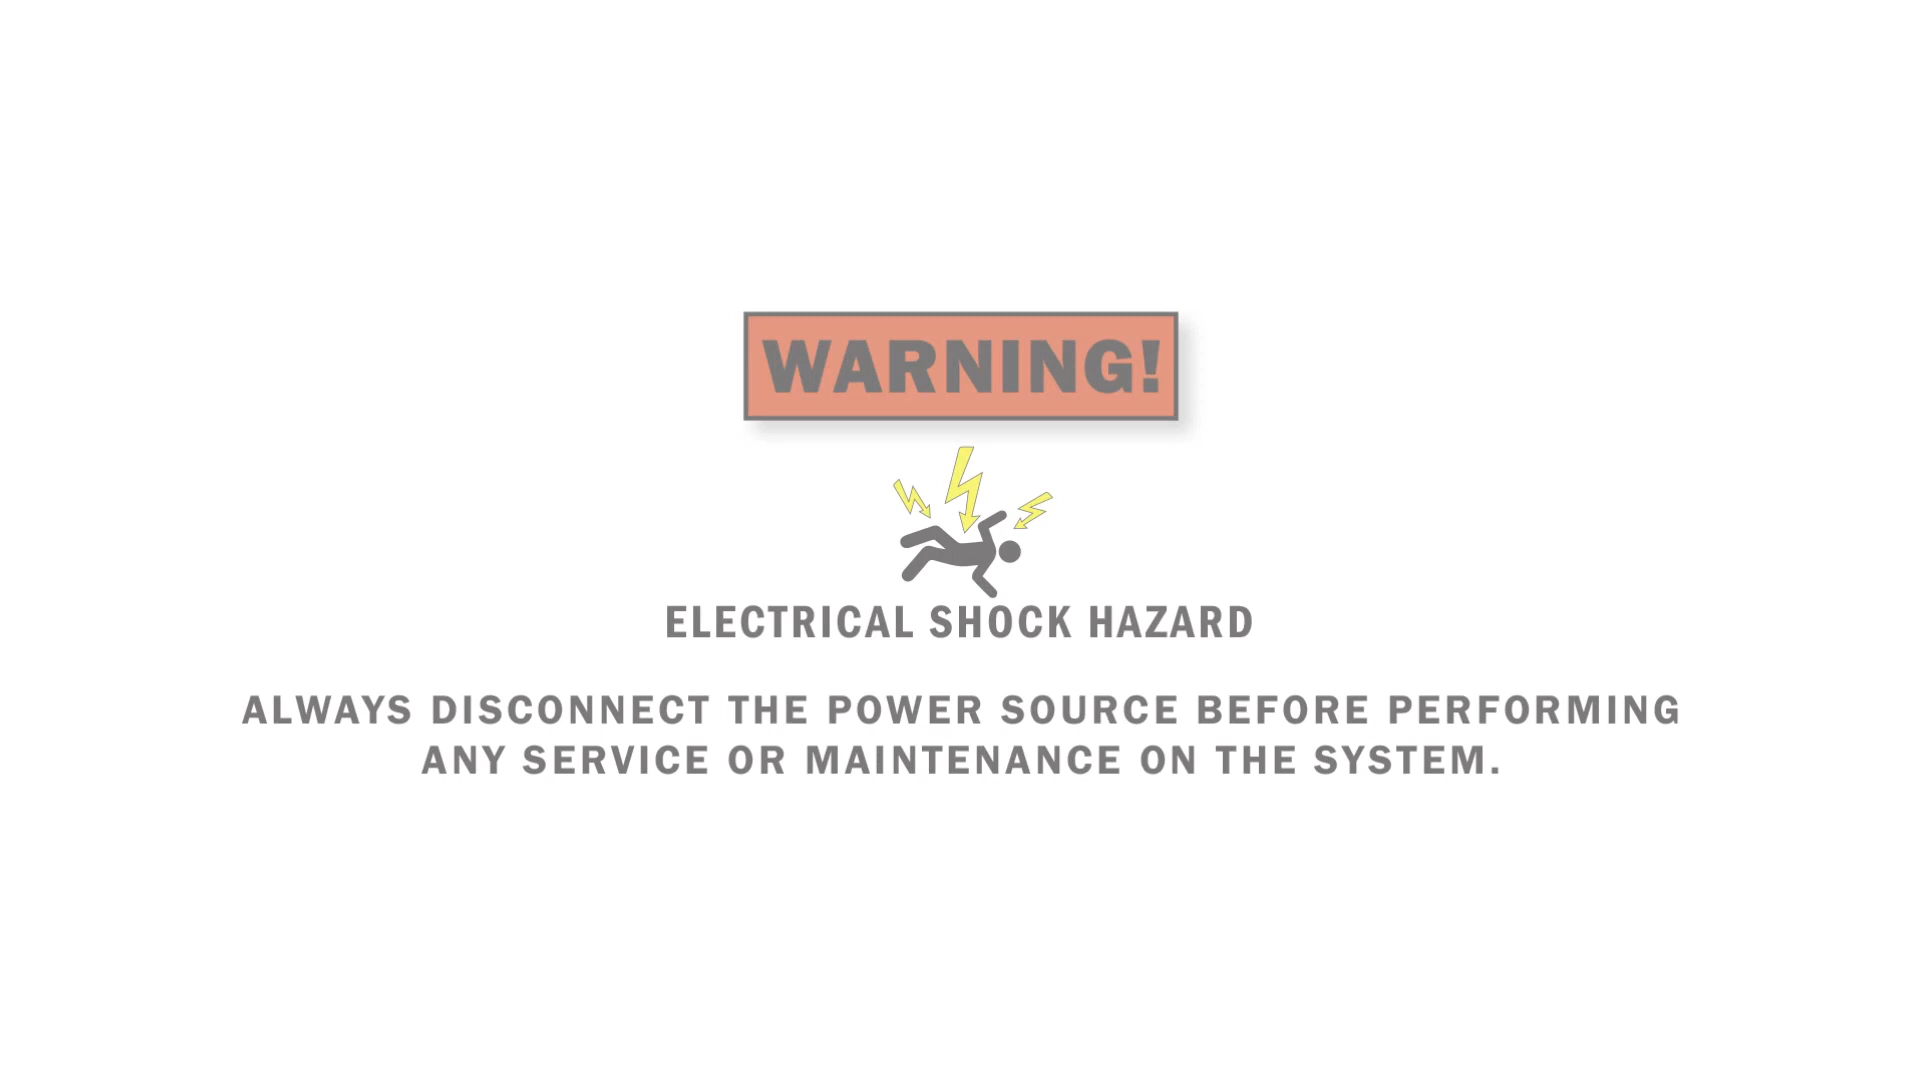 WARNING!
ELECTRICAL SHOCK HAZARD
ALWAYS DISCONNECT THE POWER SOURCE BEFORE PERFORMING
ANY SERVICE OR MAINTENANCE ON THE SYSTEM.